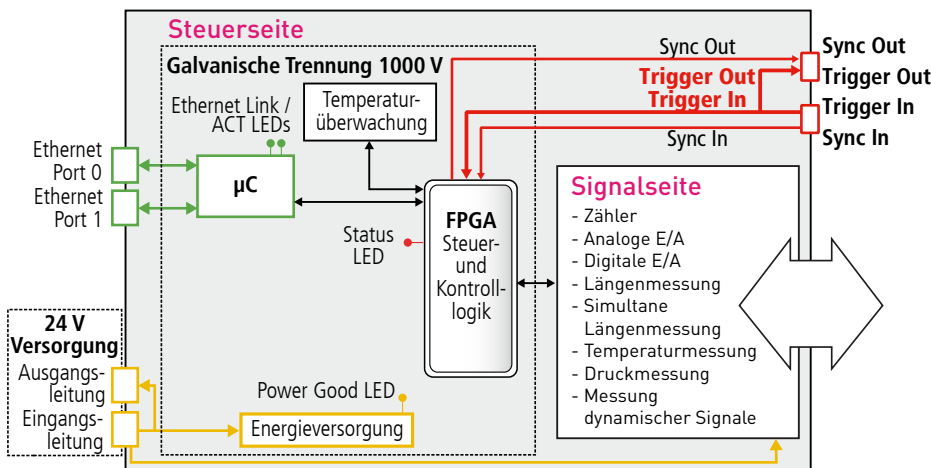 Steuerseite
Galvanische Trennung 1000 V
Ethernet Link /
ACT LEDs
Temperatur-
überwachung
Sync Out
Trigger Out
Trigger In
Sync In
Sync Out
Trigger Out
Trigger In
Sync In
Ethernet
Port 0
Ethernet
Port 1
µC
Status
LED
FPGA
Steuer-
und
Kontroll-
logik
Signalseite
- Zähler
- Analoge E/A
- Digitale E/A
- Längenmessung
- Simultane
Längenmessung
- Temperaturmessung
- Druckmessung
- Messung
dynamischer Signale
24 V
Versorgung
Ausgangs-
leitung
Eingangs-
leitung
Power Good LED
Energieversorgung